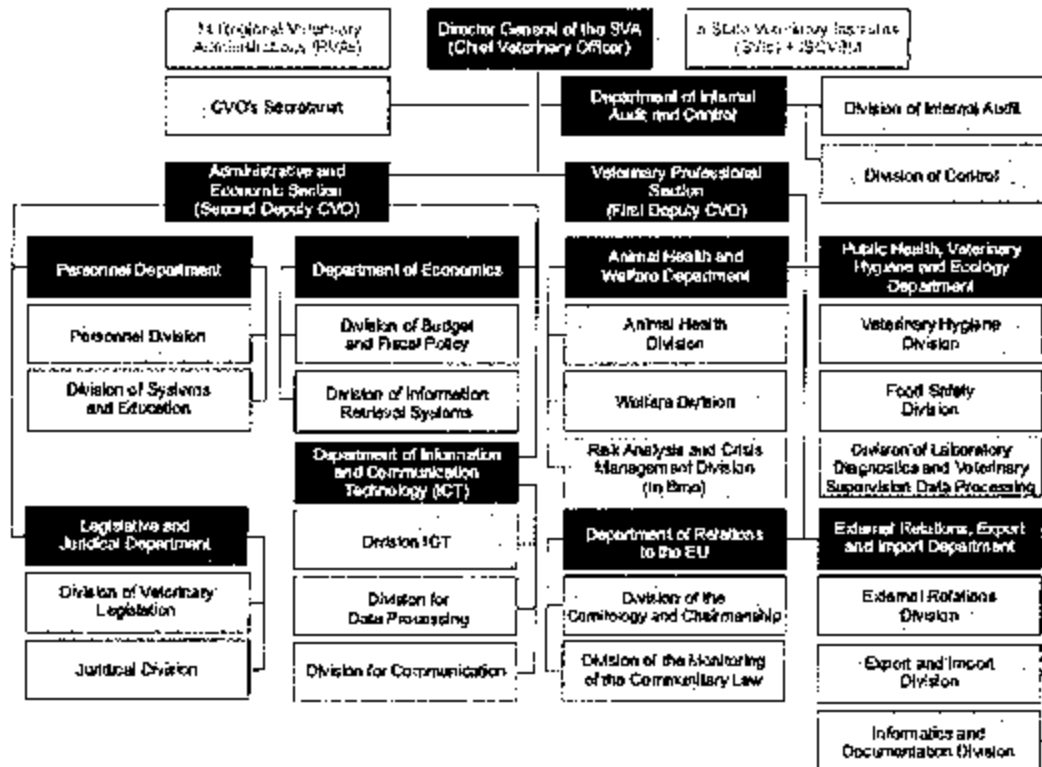 14 Regional Veterinary
Administrations (RVAs)
Director General of the SVA
(Chief Veterinary Officer)
State Veterinary Institutes
CVO's Secretariat
Department of Internal
Audit and Control
Division of Internal Audit
Division of Control
Administrative and
Economic Section
(Second Deputy CVO)
Veterinary Professional
Section
(First Deputy CVO)
Personnel Department
Department of Economics
Animal Health and
Welfare Department
Public Health, Veterinary
Hygiene and Ecology
Department
Personnel Division
Division of Budget
and Fiscal Policy
Animal Health
Division
Veterinary Hygiene
Division
Division of Systems
and Education
Division of Information
Retrieval Systems
Welfare Division
Food Safety
Division
Department of Information
and Communication
Technology (ICT)
Risk Analysis and Crisis
Management Division
(in Brno)
Division of Laboratory
Diagnostics and Veterinary
Supervision Data Processing
Legislative and
Juridical Department
Division ICT
Department of Relations
to the EU
External Relations, Export
and Import Department
Division of Veterinary
Legislation
Division for
Data Processing
Division of the
Comitology and Chairmanship
External Relations
Division
Juridical Division
Division for Communication
Division of the Monitoring
of the Communitary Law
Export and Import
Division
Informatics and
Documentation Division